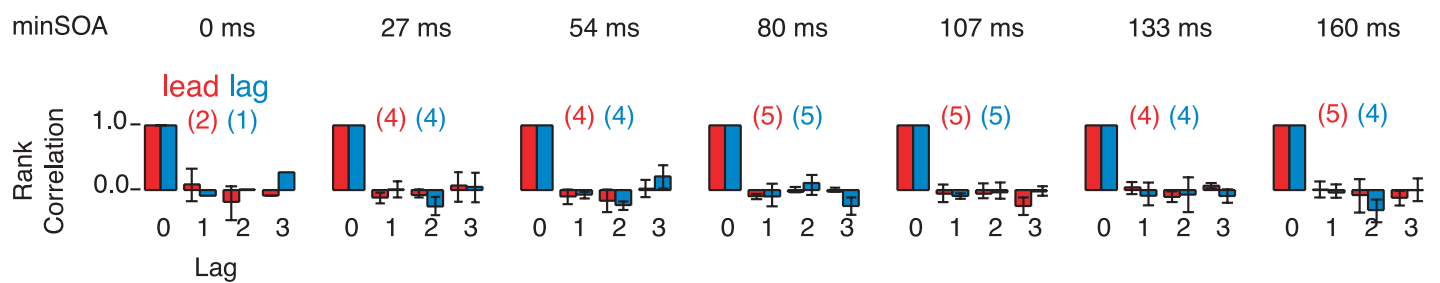 minSOA 0 ms 27 ms 54 ms 80 ms 107 ms 133 ms 160 ms
lead lag
(2) (1) (4) (4) (4) (4) (5) (5) (5) (5) (4) (4) (5) (4)
1.0
0.0
Rank
Correlation
0 1 2 3 0 1 2 3 0 1 2 3 0 1 2 3 0 1 2 3 0 1 2 3 0 1 2 3
Lag